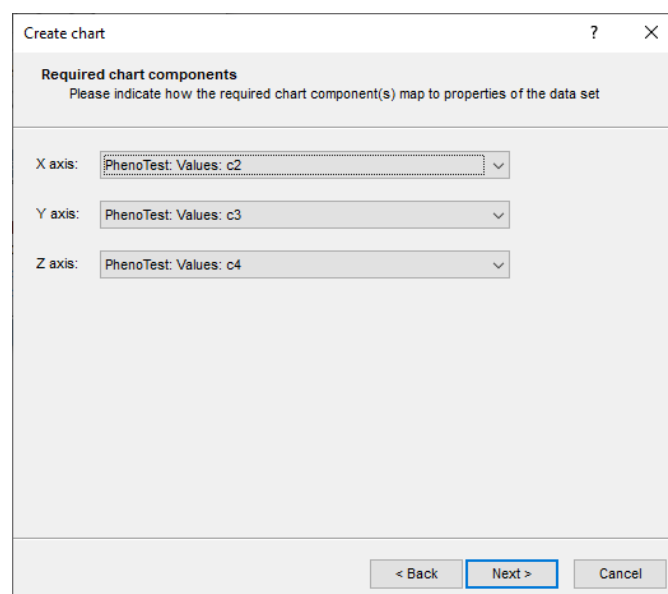 Create chart ?
Required chart components
Please indicate how the required chart component(s) map to properties of the data set
X axis: PhenoTest: Values: c2
Y axis: PhenoTest: Values: c3
Z axis: PhenoTest: Values: c4
< Back Next > Cancel